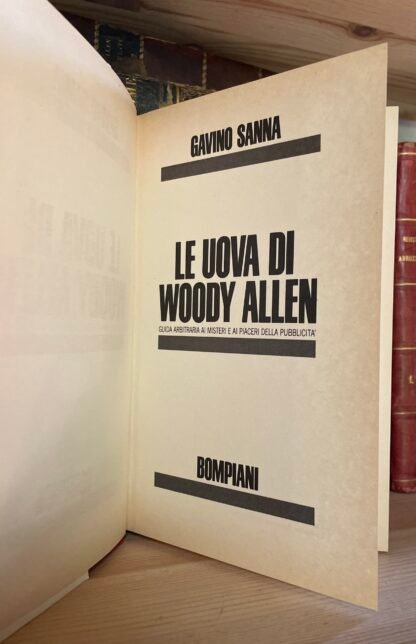 GAVINO SANNA
LE UOVA DI
WOODY ALLEN
GUIDA ARBITRARIA AI MISTERI E AI PIACERI DELLA PUBBLICITA'
BOMPIANI